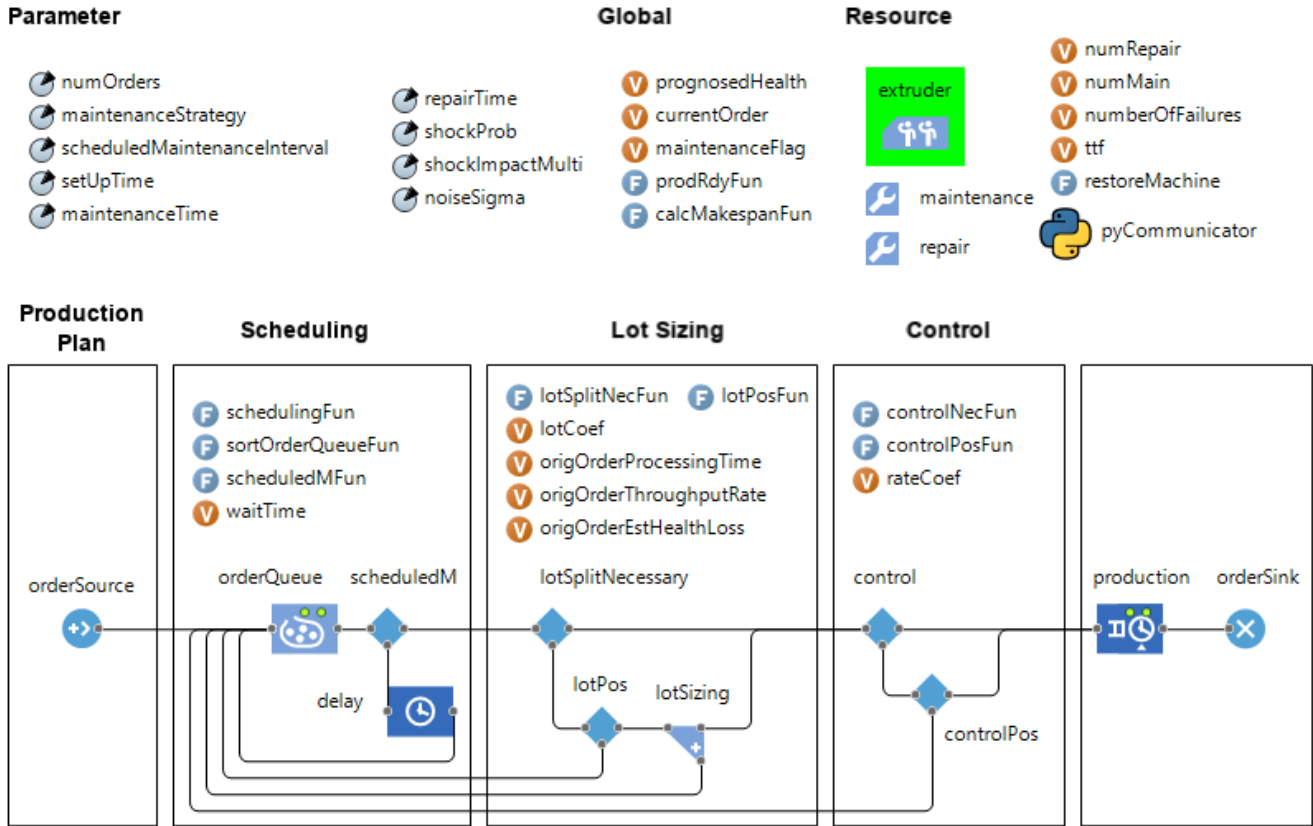 Parameter
Global
Resource
numOrders
maintenanceStrategy
scheduledMaintenanceInterval
setUpTime
maintenanceTime
repairTime
shockProb
shockImpactMulti
noiseSigma
prognosedHealth
currentOrder
maintenanceFlag
prodRdyFun
calcMakespanFun
extruder
maintenance
repair
numRepair
numMain
numberOfFailures
ttf
restoreMachine
pyCommunicator
Production
Plan
Scheduling
Lot Sizing
Control
schedulingFun
sortOrderQueueFun
scheduledMFun
waitTime
lotSplitNecFun
lotPosFun
lotCoef
origOrderProcessingTime
origOrderThroughputRate
origOrderEstHealthLoss
controlNecFun
controlPosFun
rateCoef
orderSource
orderQueue
scheduledM
lotSplitNecessary
control
production
orderSink
delay
lotPos
lotSizing
controlPos